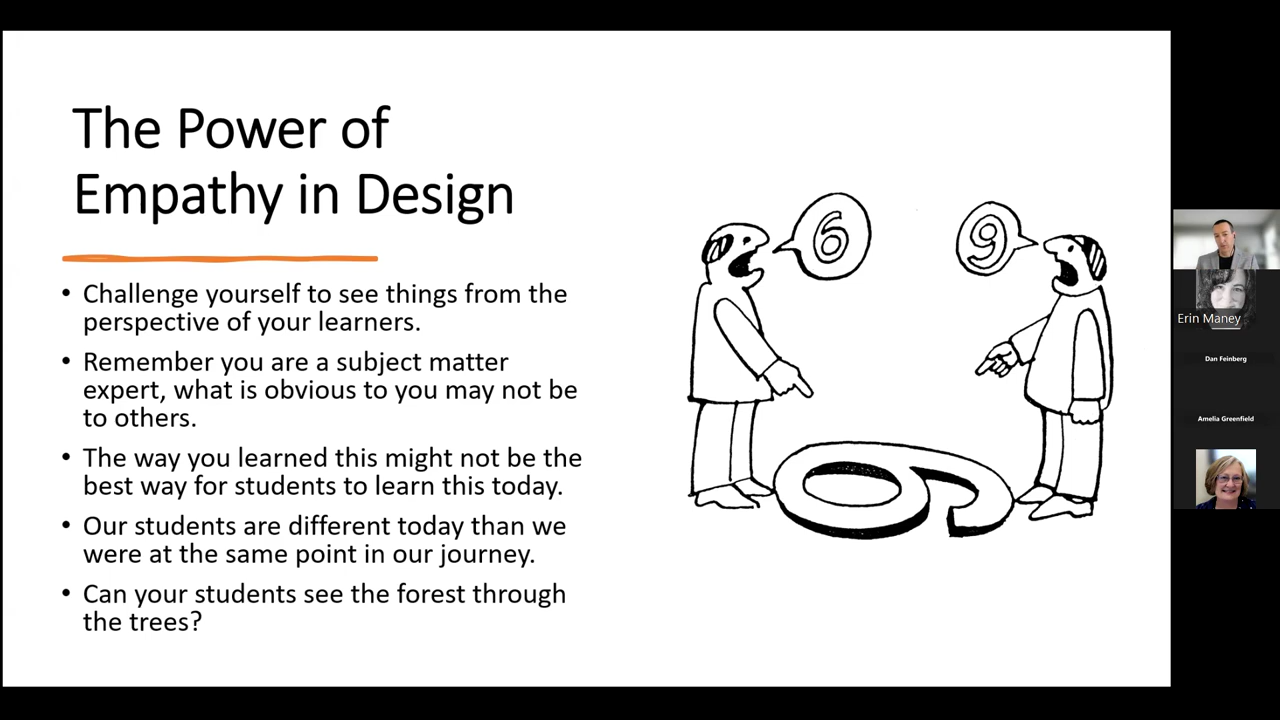 The Power of
Empathy in Design
• Challenge yourself to see things from the
perspective of your learners.
• Remember you are a subject matter
expert, what is obvious to you may not be
to others.
• The way you learned this might not be the
best way for students to learn this today.
• Our students are different today than we
were at the same point in our journey.
• Can your students see the forest through
the trees?
6
9
Erin Maney
Dan Feinberg
Amelia Greenfield